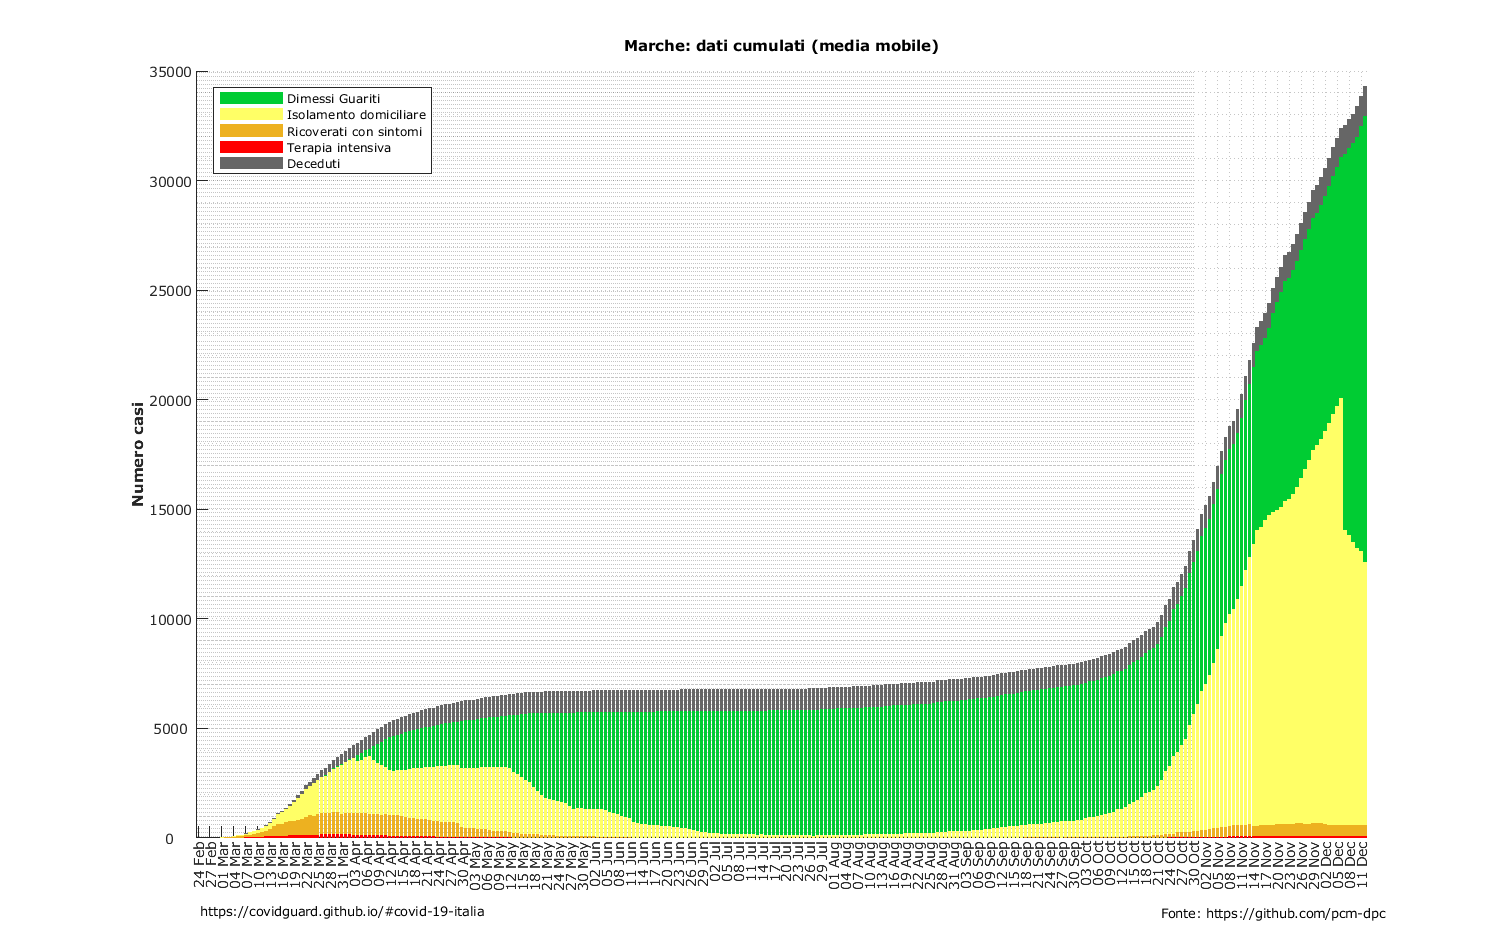 Marche: dati cumulati (media mobile)
35000
30000
25000
20000
15000
10000
5000
0
Numero casi
Dimessi Guariti
Isolamento domiciliare
Ricoverati con sintomi
Terapia intensiva
Deceduti
24 Feb
27 Feb
01 Mar
04 Mar
07 Mar
10 Mar
13 Mar
16 Mar
19 Mar
22 Mar
25 Mar
28 Mar
31 Mar
03 Apr
06 Apr
09 Apr
12 Apr
15 Apr
18 Apr
21 Apr
24 Apr
27 Apr
30 Apr
03 May
06 May
09 May
12 May
15 May
18 May
21 May
24 May
27 May
30 May
02 Jun
05 Jun
08 Jun
11 Jun
14 Jun
17 Jun
20 Jun
23 Jun
26 Jun
29 Jun
02 Jul
05 Jul
08 Jul
11 Jul
14 Jul
17 Jul
20 Jul
23 Jul
26 Jul
29 Jul
01 Aug
04 Aug
07 Aug
10 Aug
13 Aug
16 Aug
19 Aug
22 Aug
25 Aug
28 Aug
31 Aug
03 Sep
06 Sep
09 Sep
12 Sep
15 Sep
18 Sep
21 Sep
24 Sep
27 Sep
30 Sep
03 Oct
06 Oct
09 Oct
12 Oct
15 Oct
18 Oct
21 Oct
24 Oct
27 Oct
30 Oct
02 Nov
05 Nov
08 Nov
11 Nov
14 Nov
17 Nov
20 Nov
23 Nov
26 Nov
29 Nov
02 Dec
05 Dec
08 Dec
11 Dec
https://covidguard.github.io/#covid-19-italia
Fonte: https://github.com/pcm-dpc